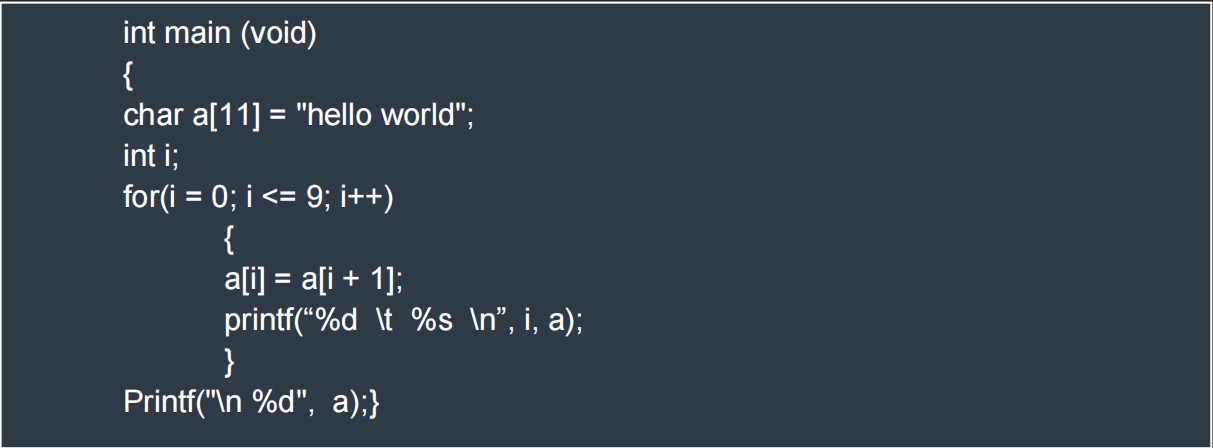 int main (void)
{
char a[11] = "hello world";
int i;
for(i = 0; i <= 9; i++)
{
a[i] = a[i + 1];
printf(“%d  \t  %s  \n”, i, a);
}
Printf("\n %d",  a);}